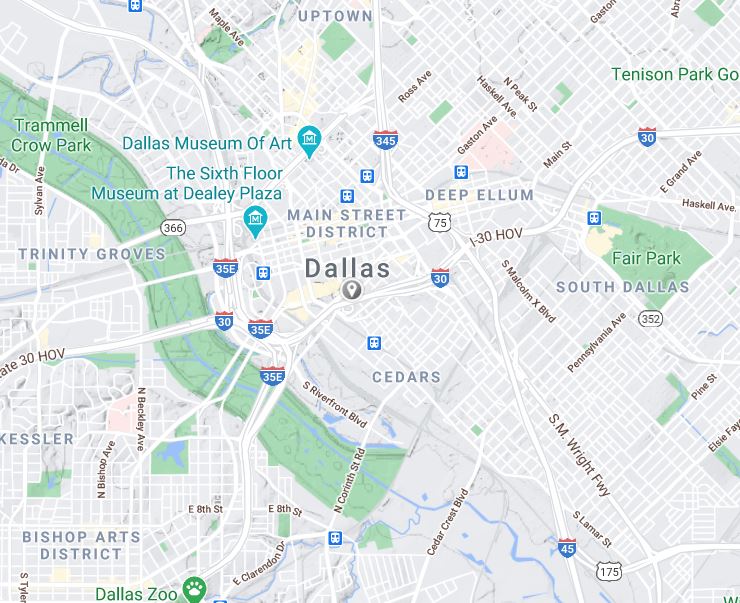 UPTOWN
Maple Ave
Gaston
Abra
Ross Ave
Haskell Ave.
N Peak St
Tenison Park Go
Trammell
Crow Park
Dallas Museum Of Art
345
Gaston Ave
Main St
30
The Sixth Floor
Museum at Dealey Plaza
Sylvan Ave
E Grand Ave
DEEP ELLUM
Haskell Ave.
MAIN STREET
DISTRICT
75
366
I-30 HOV
TRINITY GROVES
Fair Park
35E
Dallas
30
S Malcolm X Blvd
SOUTH DALLAS
30
35E
352
ate 30 HOV
Pennsylvania Ave
35E
CEDARS
Pine St
S Riverfront Blvd
N Beckley Ave
KESSLER
N Bishop Ave
S.M. Wright Fwy
Elsie Fay
N Corinth St Rd
E 8th St
E 8th St
Cedar Crest Blvd
S Lamar St
BISHOP ARTS
DISTRICT
45
E Clarendon Dr
175
S Tyler
Dallas Zoo
W